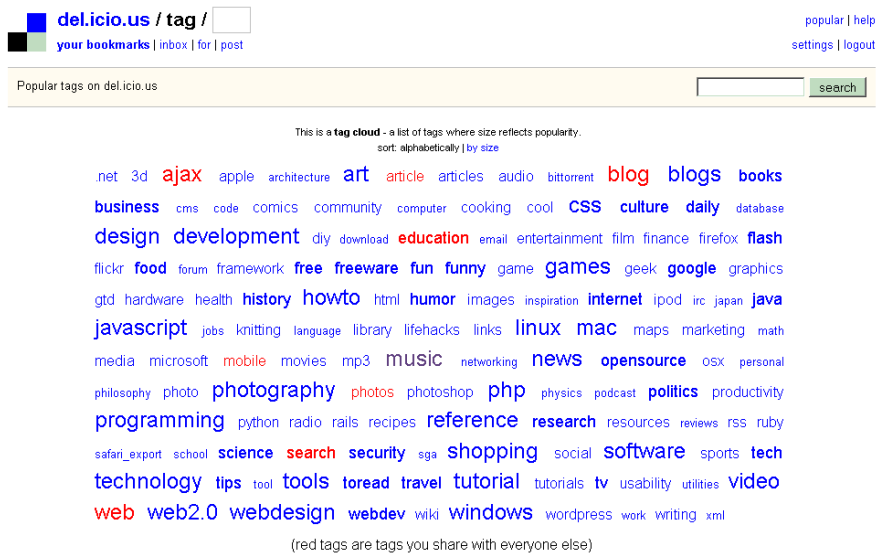 del.icio.us / tag /
popular | help
your bookmarks | inbox | for | post
settings | logout
Popular tags on del.icio.us
search
This is a tag cloud - a list of tags where size reflects popularity.
sort: alphabetically | by size
.net 3d ajax apple architecture art article articles audio bittorrent blog blogs books
business cms code comics community computer cooking cool CSS culture daily database
design development diy download education email entertainment film finance firefox flash
flickr food forum framework free freeware fun funny game games geek google graphics
gtd hardware health history howto html humor images inspiration internet ipod irc japan java
javascript jobs knitting language library lifehacks links linux mac maps marketing math
media microsoft mobile movies mp3 music networking news opensource osx personal
philosophy photo photography photos photoshop php physics podcast politics productivity
programming python radio rails recipes reference research resources reviews rss ruby
safari_export school science search security sga shopping social software sports tech
technology tips tool tools toread travel tutorial tutorials tv usability utilities video
web web2.0 webdesign webdev wiki windows wordpress work writing xml
(red tags are tags you share with everyone else)